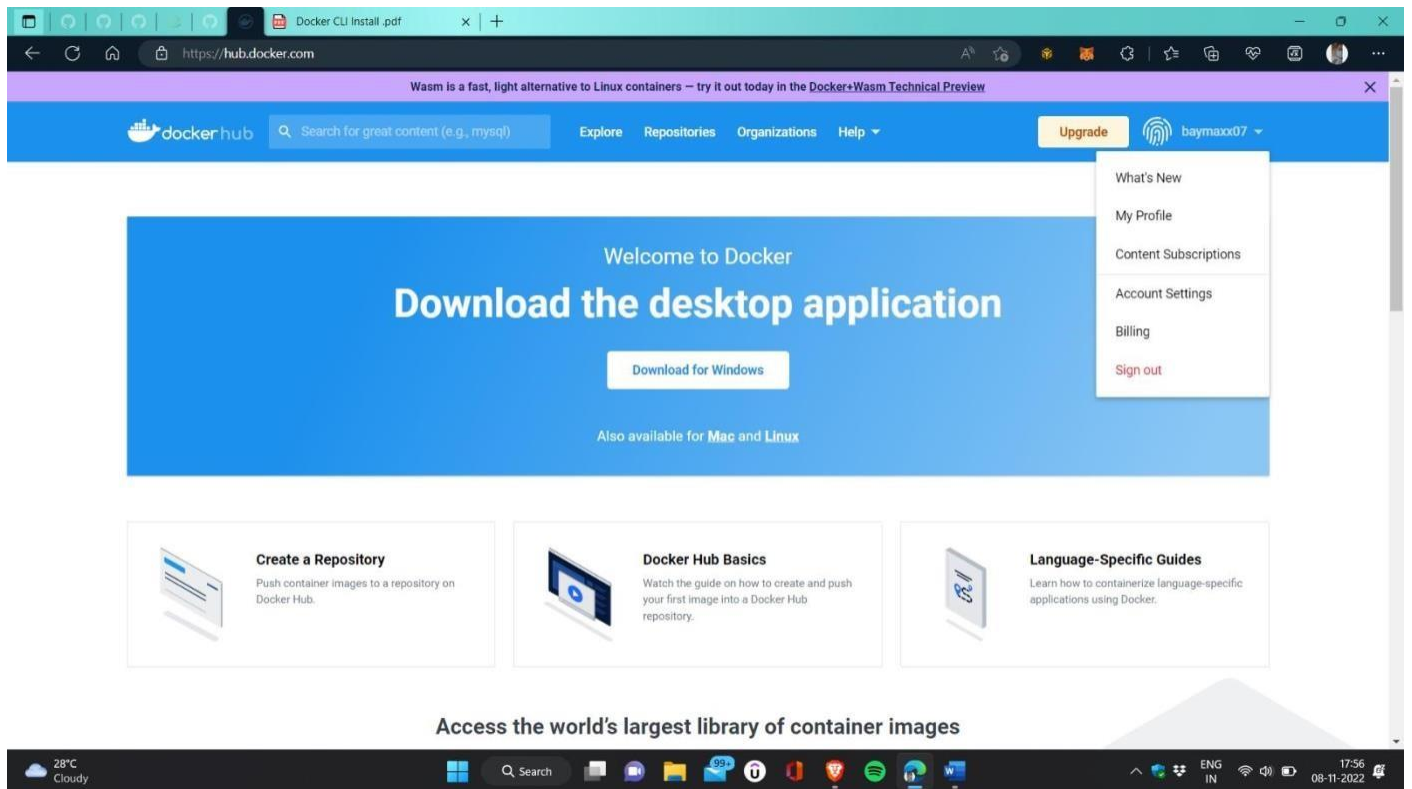 Docker CLI Install .pdf
https://hub.docker.com
Wasm is a fast, light alternative to Linux containers — try it out today in the Docker+Wasm Technical Preview
dockerhub
Search for great content (e.g., mysql)
Explore
Repositories
Organizations
Help
Upgrade
baymaxx07
What's New
My Profile
Content Subscriptions
Account Settings
Billing
Sign out
Welcome to Docker
Download the desktop application
Download for Windows
Also available for Mac and Linux
Create a Repository
Push container images to a repository on
Docker Hub.
Docker Hub Basics
Watch the guide on how to create and push
your first image into a Docker Hub
repository.
Language-Specific Guides
Learn how to containerize language-specific
applications using Docker.
Access the world's largest library of container images
28°C
Cloudy
Search
99+
ENG
IN
17:56
08-11-2022